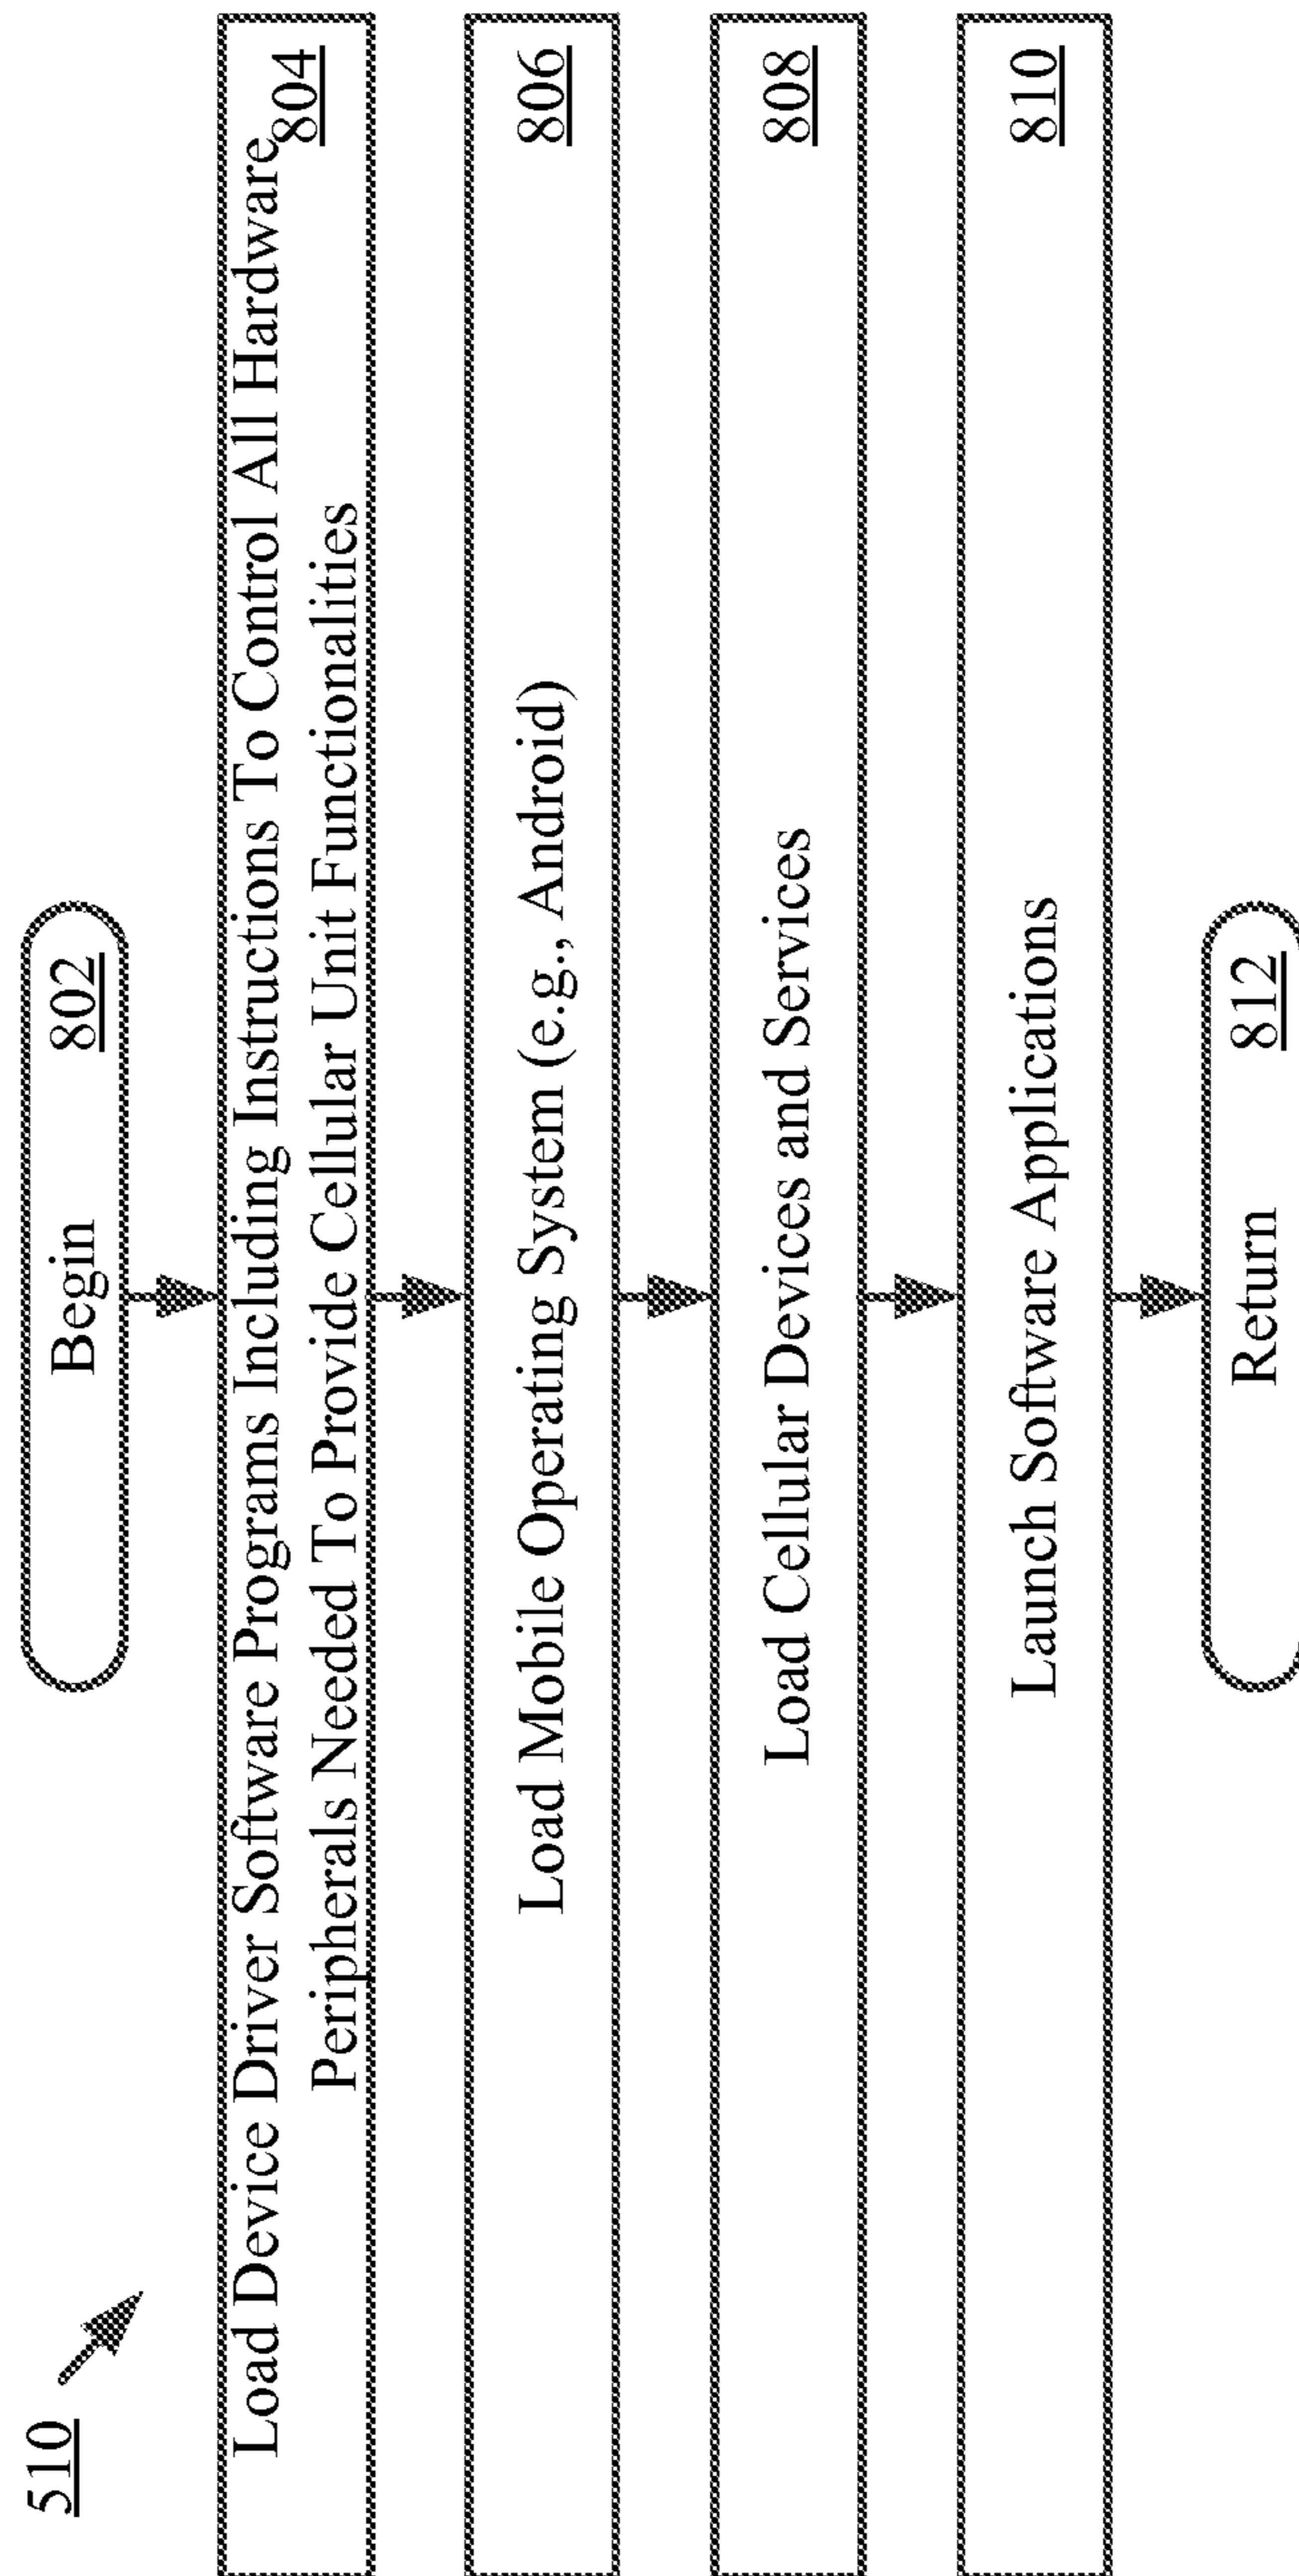 510
Begin
802
Load Device Driver Software Programs Including Instructions To Control All Hardware
Peripherals Needed To Provide Cellular Unit Functionalities
804
Load Mobile Operating System (e.g., Android)
806
Load Cellular Devices and Services
808
Launch Software Applications
810
Return
812